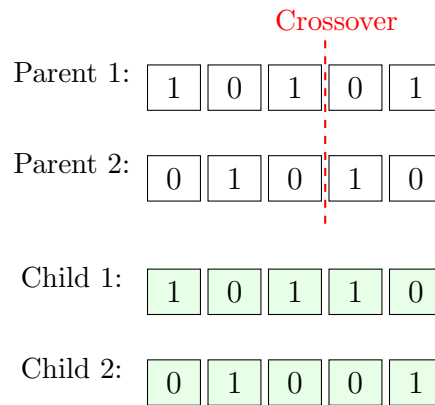 Crossover
Parent 1: 1 0 1 0 1
Parent 2: 0 1 0 1 0
Child 1: 1 0 1 1 0
Child 2: 0 1 0 0 1